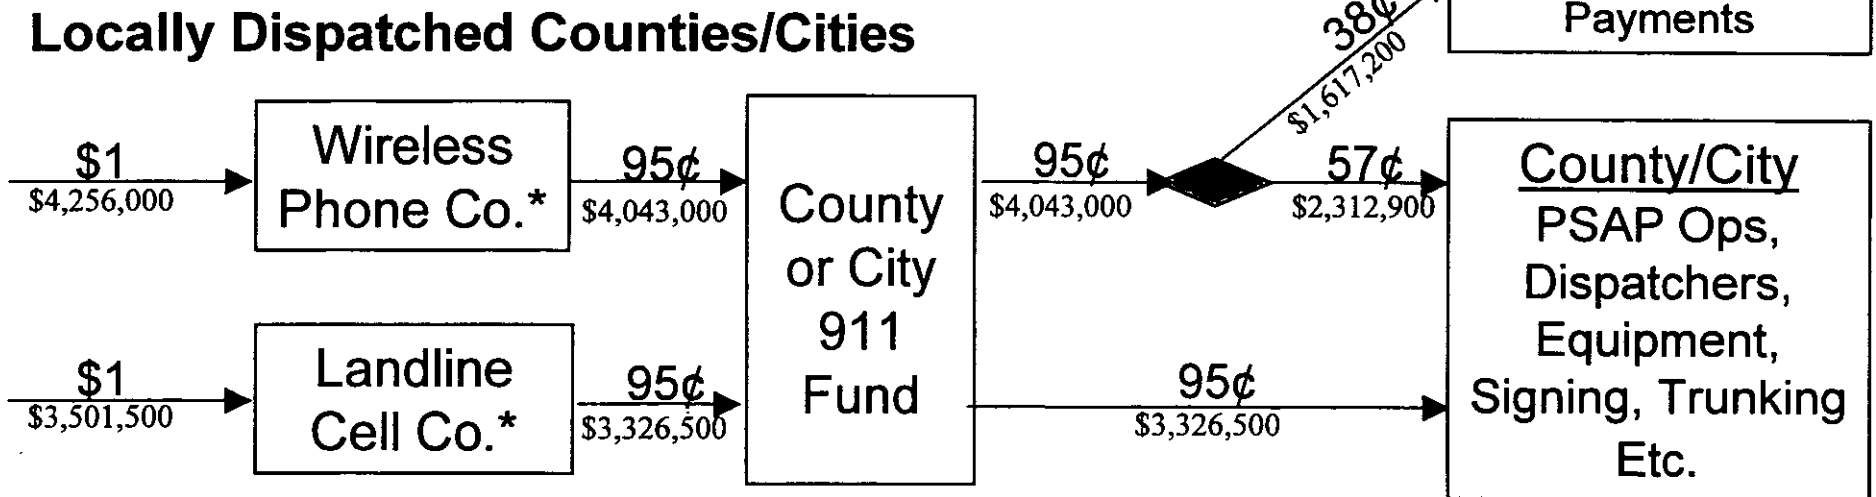 Locally Dispatched Counties/Cities
38¢
$1,617,200
Payments
$1
$4,256,000
Wireless
Phone Co.*
95¢
$4,043,000
County
or City
911
Fund
95¢
$4,043,000
57¢
$2,312,900
County/City
PSAP Ops,
Dispatchers,
Equipment,
Signing, Trunking
Etc.
$1
$3,501,500
Landline
Cell Co.*
95¢
$3,326,500
95¢
$3,326,500